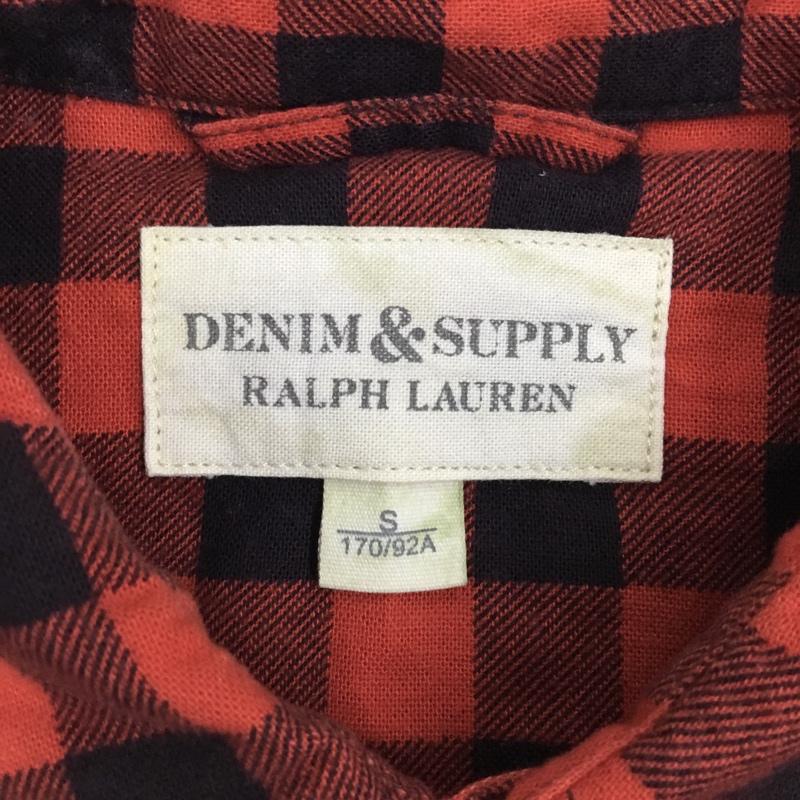 DENIM & SUPPLY
RALPH LAUREN
S
170/92A